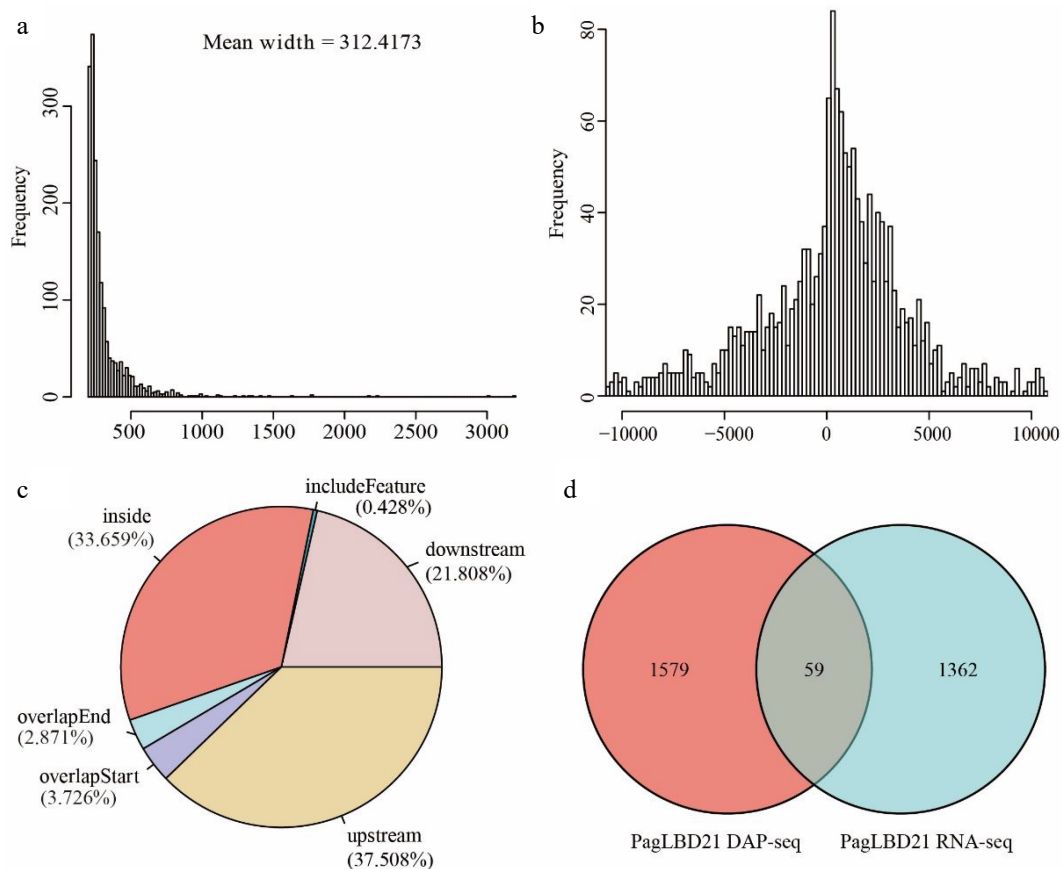 a
Mean width = 312.4173
Frequency
300
200
100
0
500
1000
1500
2000
2500
3000
b
Frequency
80
60
40
20
0
−10000
−5000
0
5000
10000
c
includeFeature
(0.428%)
inside
(33.659%)
downstream
(21.808%)
overlapEnd
(2.871%)
overlapStart
(3.726%)
upstream
(37.508%)
d
1579
59
1362
PagLBD21 DAP-seq
PagLBD21 RNA-seq